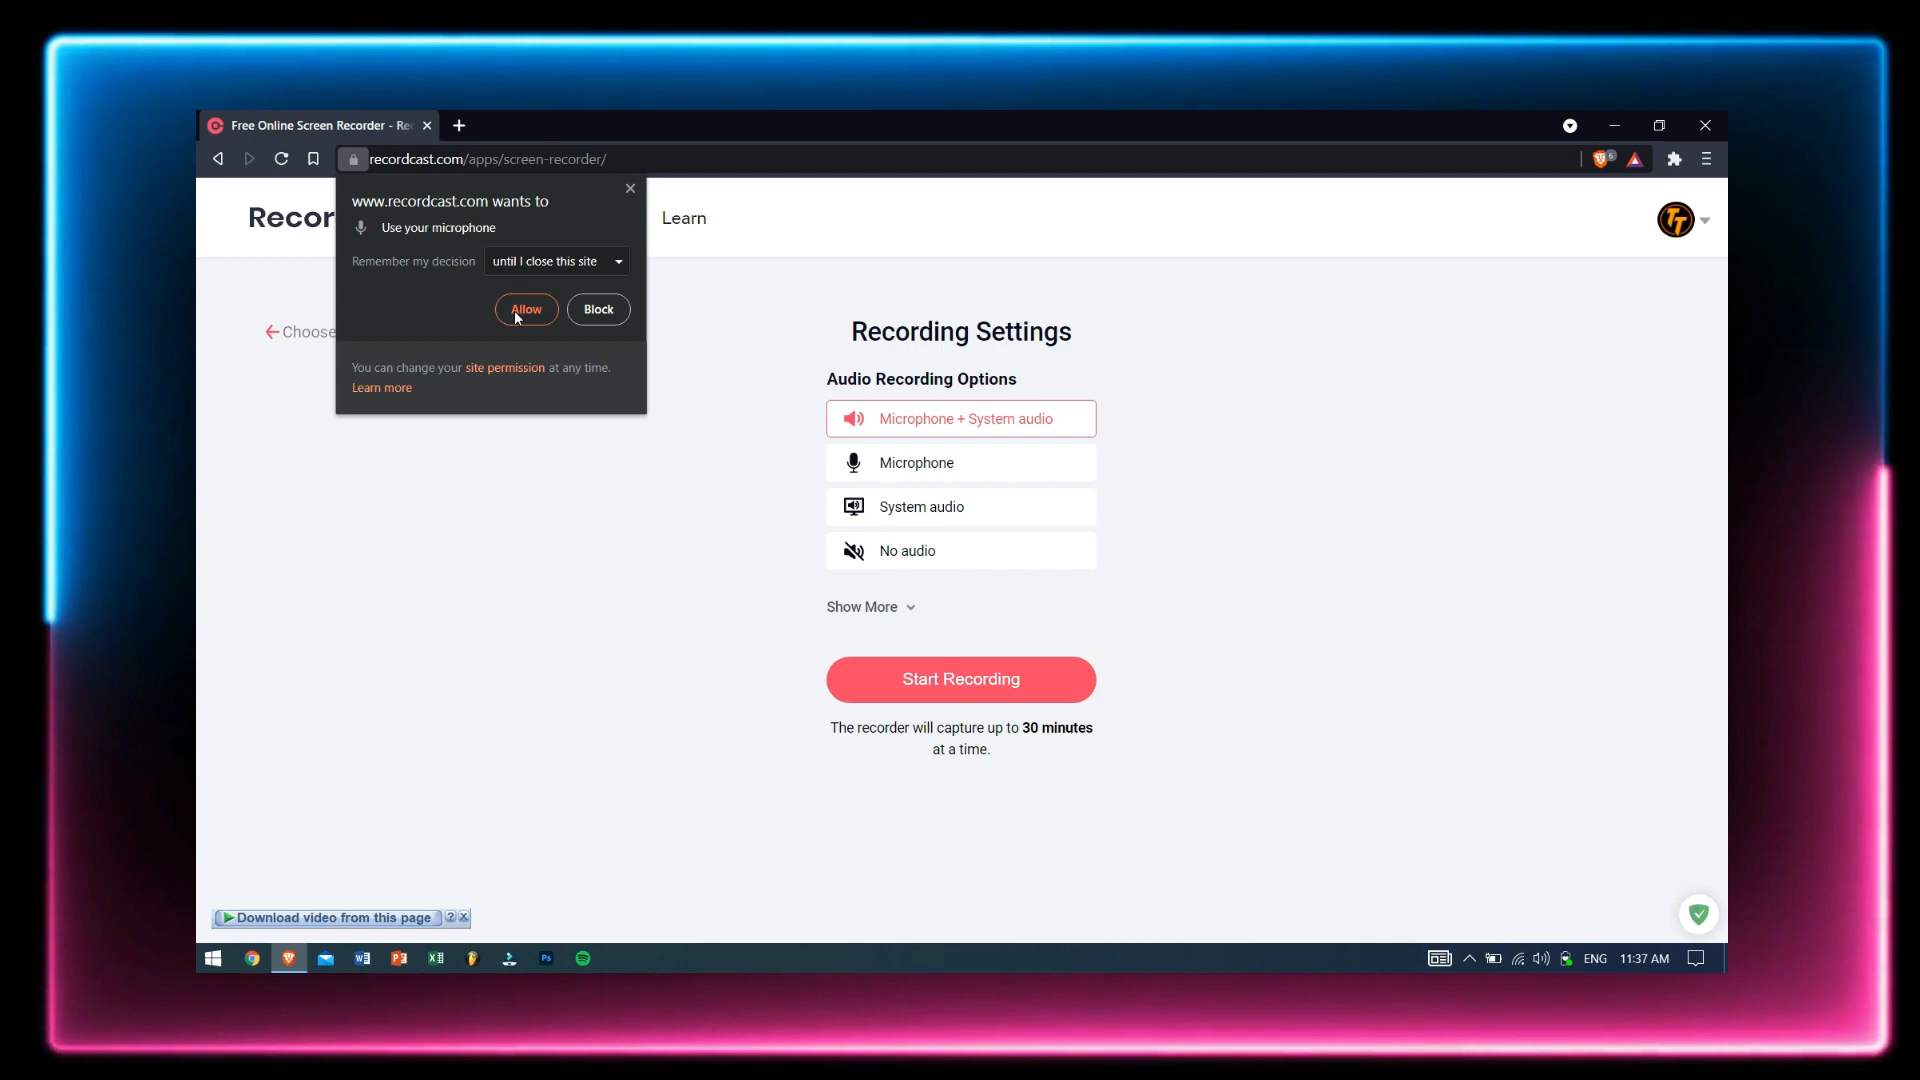 Free Online Screen Recorder - Rec
recordcast.com/apps/screen-recorder/
6
www.recordcast.com wants to
Use your microphone
Remember my decision until I close this site
Allow Block
You can change your site permission at any time.
Learn more
Recor
Learn
TT
Choose
Recording Settings
Audio Recording Options
Microphone + System audio
Microphone
System audio
No audio
Show More
Start Recording
The recorder will capture up to 30 minutes
at a time.
Download video from this page ? x
Ps
ENG 11:37 AM